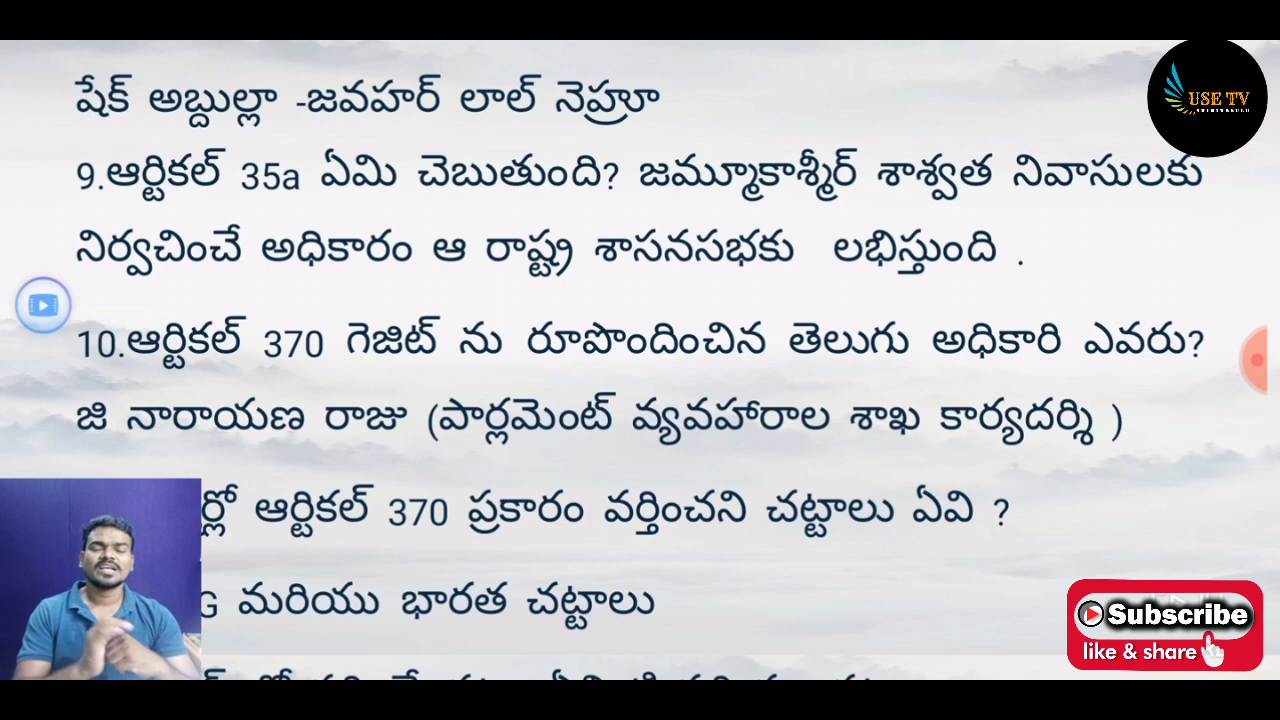 షేక్ అబ్దుల్లా -జవహర్ లాల్ నెహ్రూ
USE TV
9.ఆర్టికల్ 35a ఏమి చెబుతుంది? జమ్మూకాశ్మీర్ శాశ్వత నివాసులకు
నిర్వచించే అధికారం ఆ రాష్ట్ర శాసనసభకు లభిస్తుంది .
10.ఆర్టికల్ 370 గెజిట్ ను రూపొందించిన తెలుగు అధికారి ఎవరు?
జి నారాయణ రాజు (పార్లమెంట్ వ్యవహారాల శాఖ కార్యదర్శి )
ఆర్టికల్ 370 ప్రకారం వర్తించని చట్టాలు ఏవి ?
మరియు భారత చట్టాలు
Subscribe
like & share